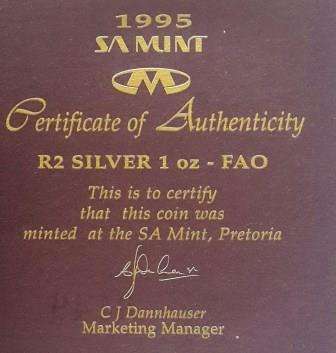 1995
SA MINT
Certificate of Authenticity
R2 SILVER 1 oz - FAO
This is to certify
that this coin was
minted at the SA Mint, Pretoria
C J Dannhauser
Marketing Manager